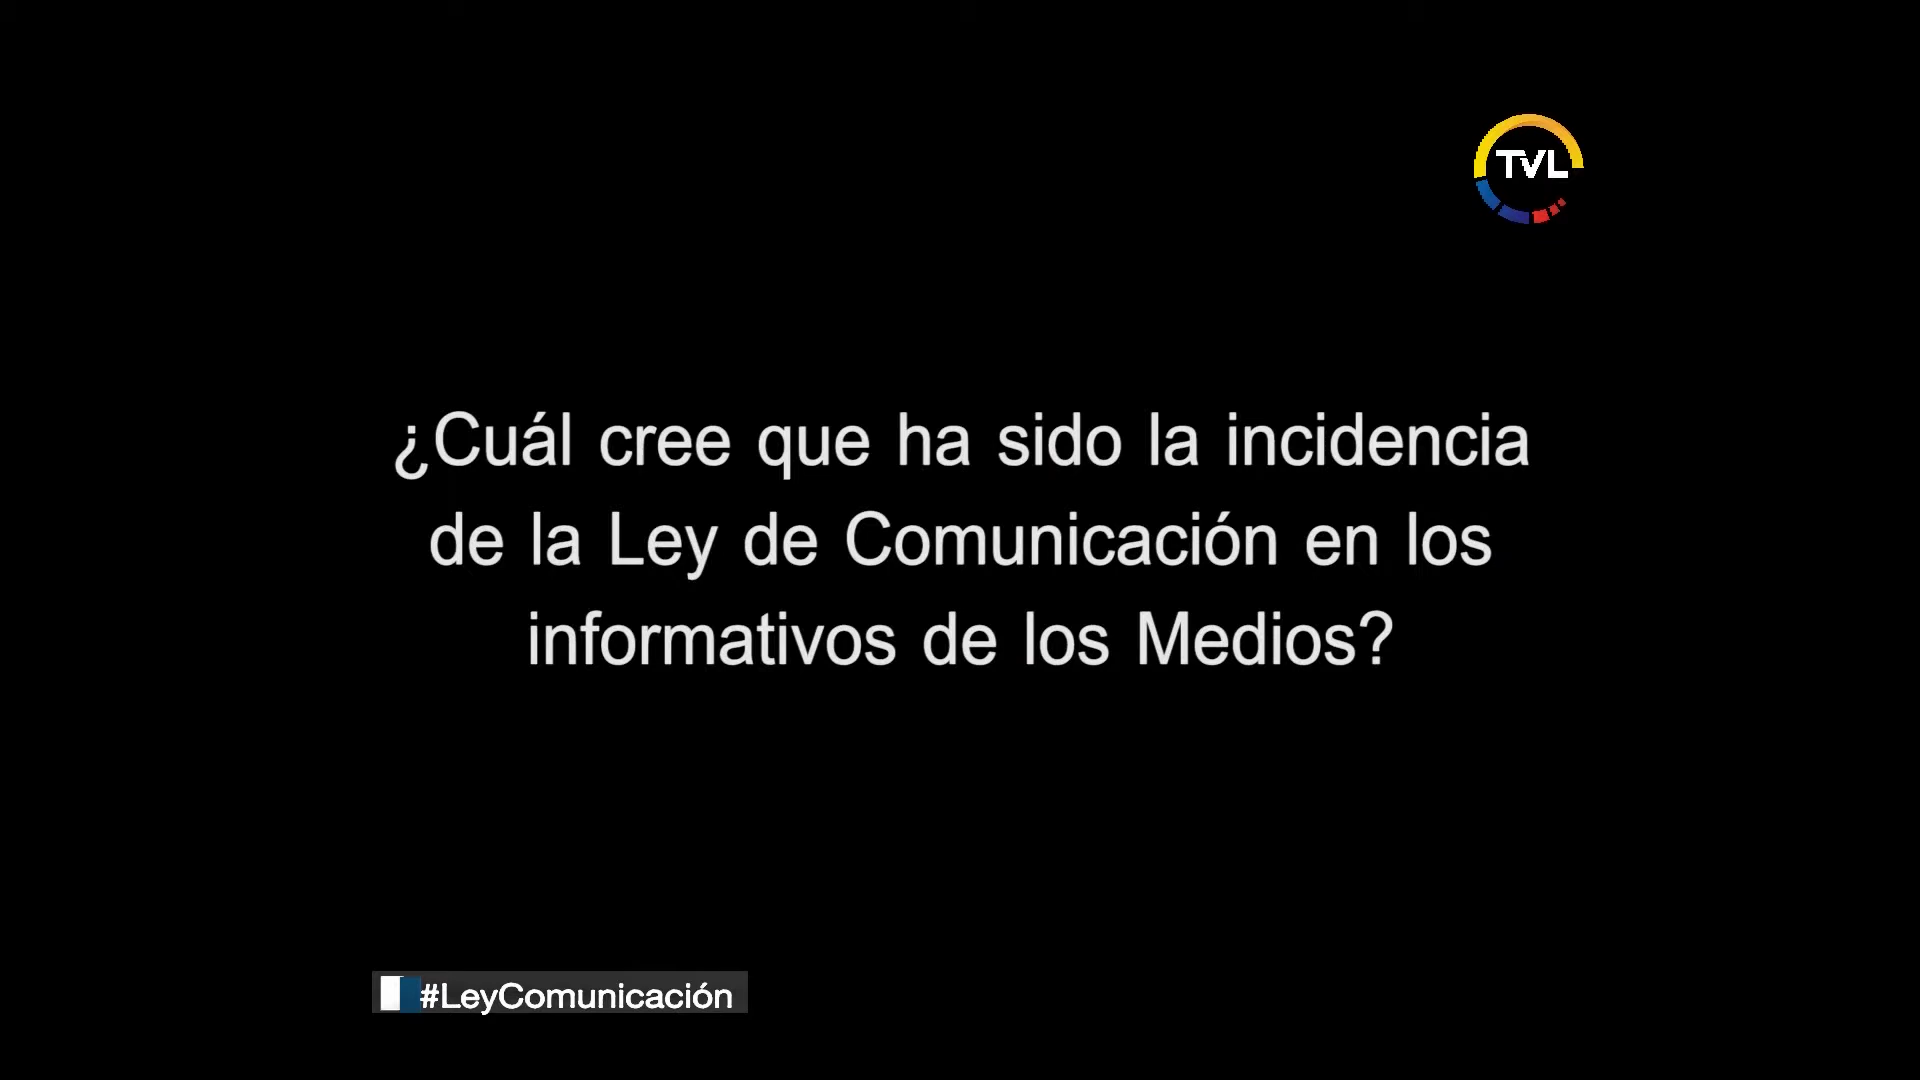 TVL
¿Cuál cree que ha sido la incidencia
de la Ley de Comunicación en los
informativos de los Medios?
#LeyComunicación